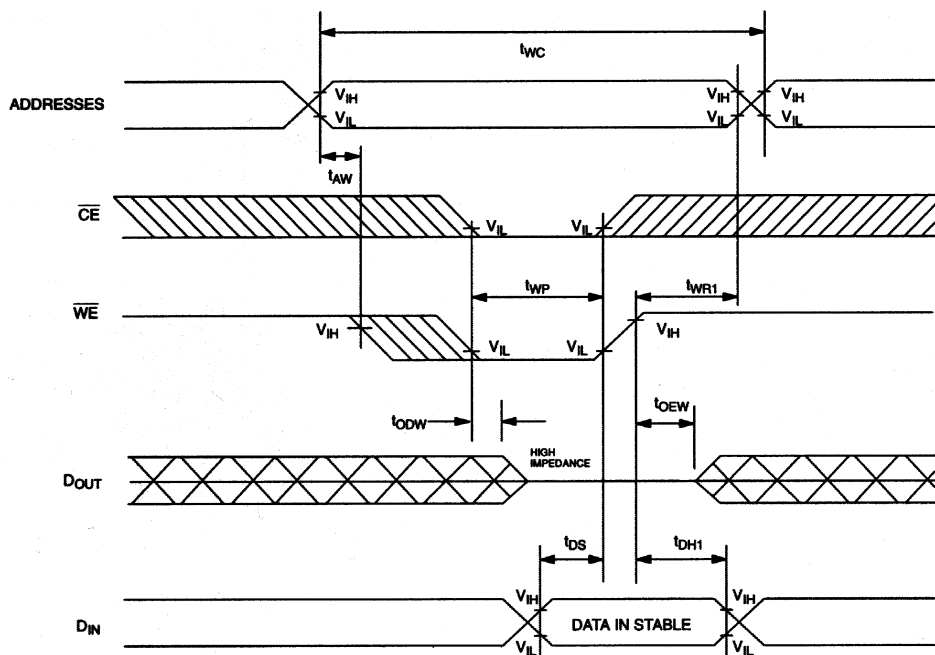 tWC
ADDRESSES
VIH VIH VIH
VIL VIL VIL
tAW
CE
VIL VIL
tWP
tWR1
WE
VIH VIH
VIL VIL
tODW
tOEW
HIGH
IMPEDANCE
DOUT
tDS
tDH1
VIH VIH
DIN
DATA IN STABLE
VIL VIL